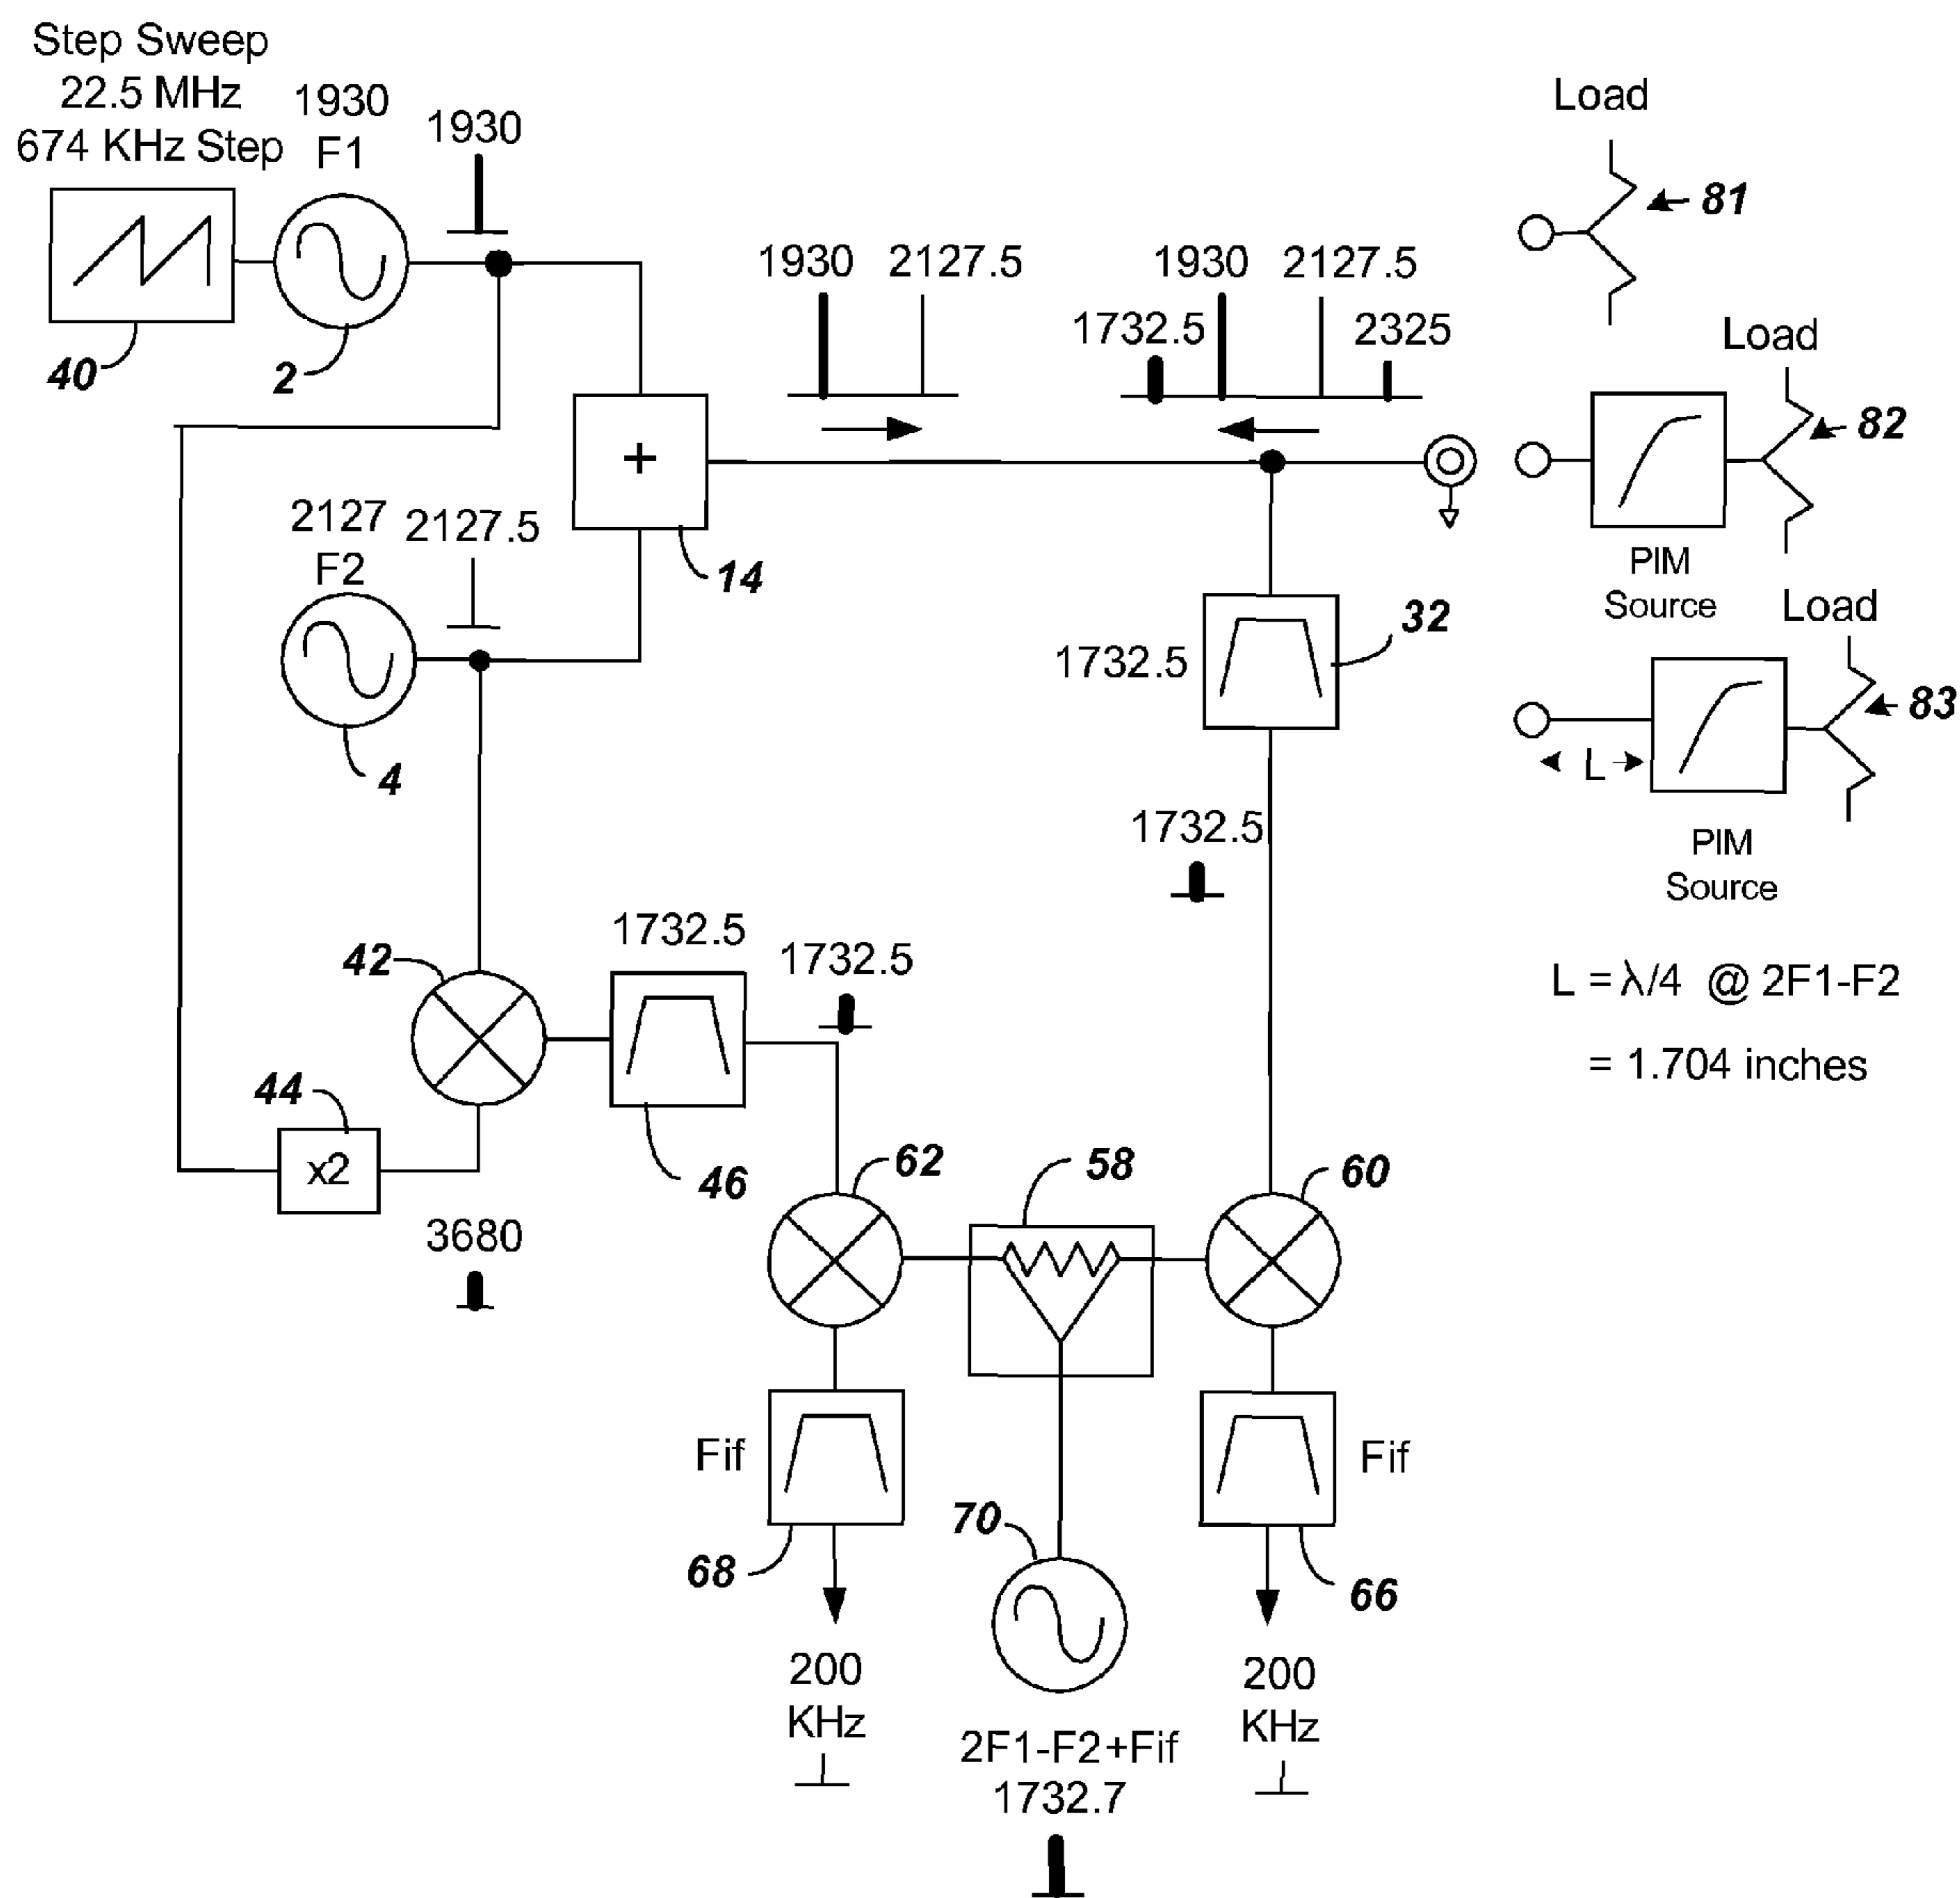 Step Sweep
22.5 MHz
674 KHz Step
1930
F1
1930
40
2
1930
2127.5
1732.5
1930
2127.5
2325
Load
81
+
14
2127
F2
2127.5
4
Load
82
PIM
Source
32
1732.5
Load
83
L
PIM
Source
1732.5
42
1732.5
1732.5
44
x2
46
3680
L = λ/4 @ 2F1-F2
= 1.704 inches
62
58
60
Fif
Fif
68
70
66
200
KHz
200
KHz
2F1-F2+Fif
1732.7